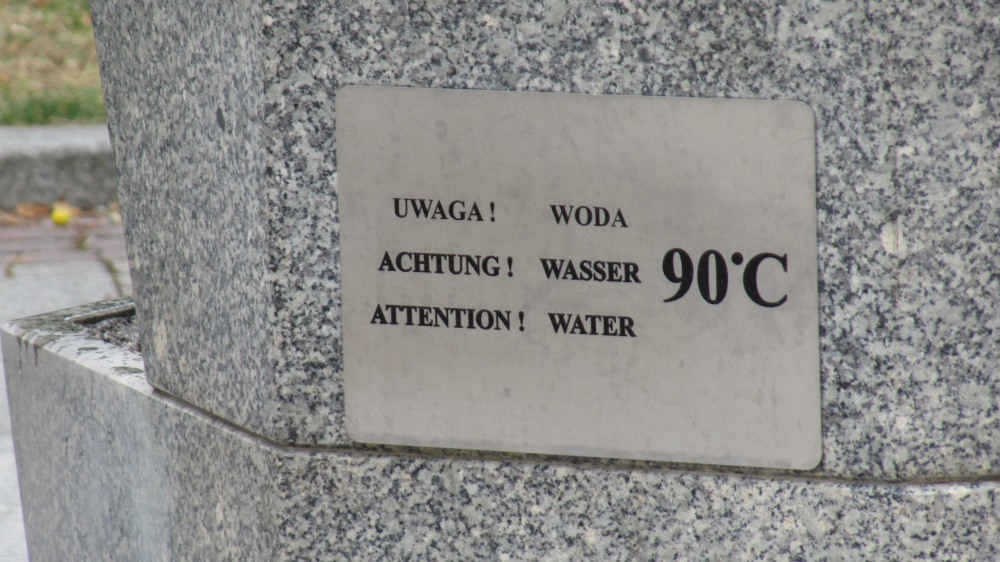 UWAGA! WODA
ACHTUNG! WASSER 90°C
ATTENTION! WATER